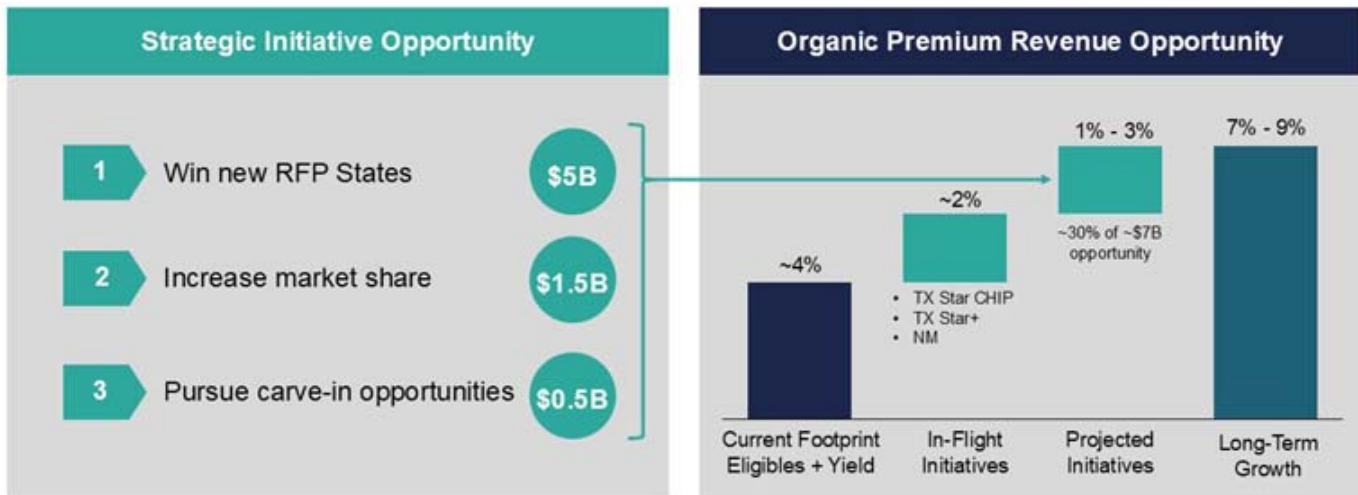 Strategic Initiative Opportunity
1
Win new RFP States
$5B
2
Increase market share
$1.5B
3
Pursue carve-in opportunities
$0.5B
Organic Premium Revenue Opportunity
~4%
~2%
1% - 3%
7% - 9%
• TX Star CHIP
• TX Star+
• NM
~30% of ~$7B
opportunity
Current Footprint
Eligibles + Yield
In-Flight
Initiatives
Projected
Initiatives
Long-Term
Growth